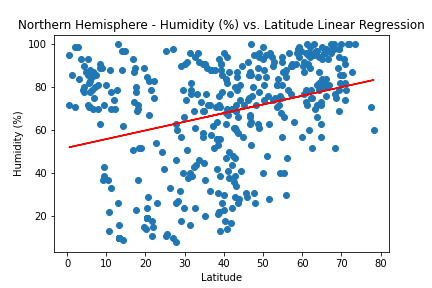 Northern Hemisphere - Humidity (%) vs. Latitude Linear Regression
100
80
60
40
20
Humidity (%)
0 10 20 30 40 50 60 70 80
Latitude